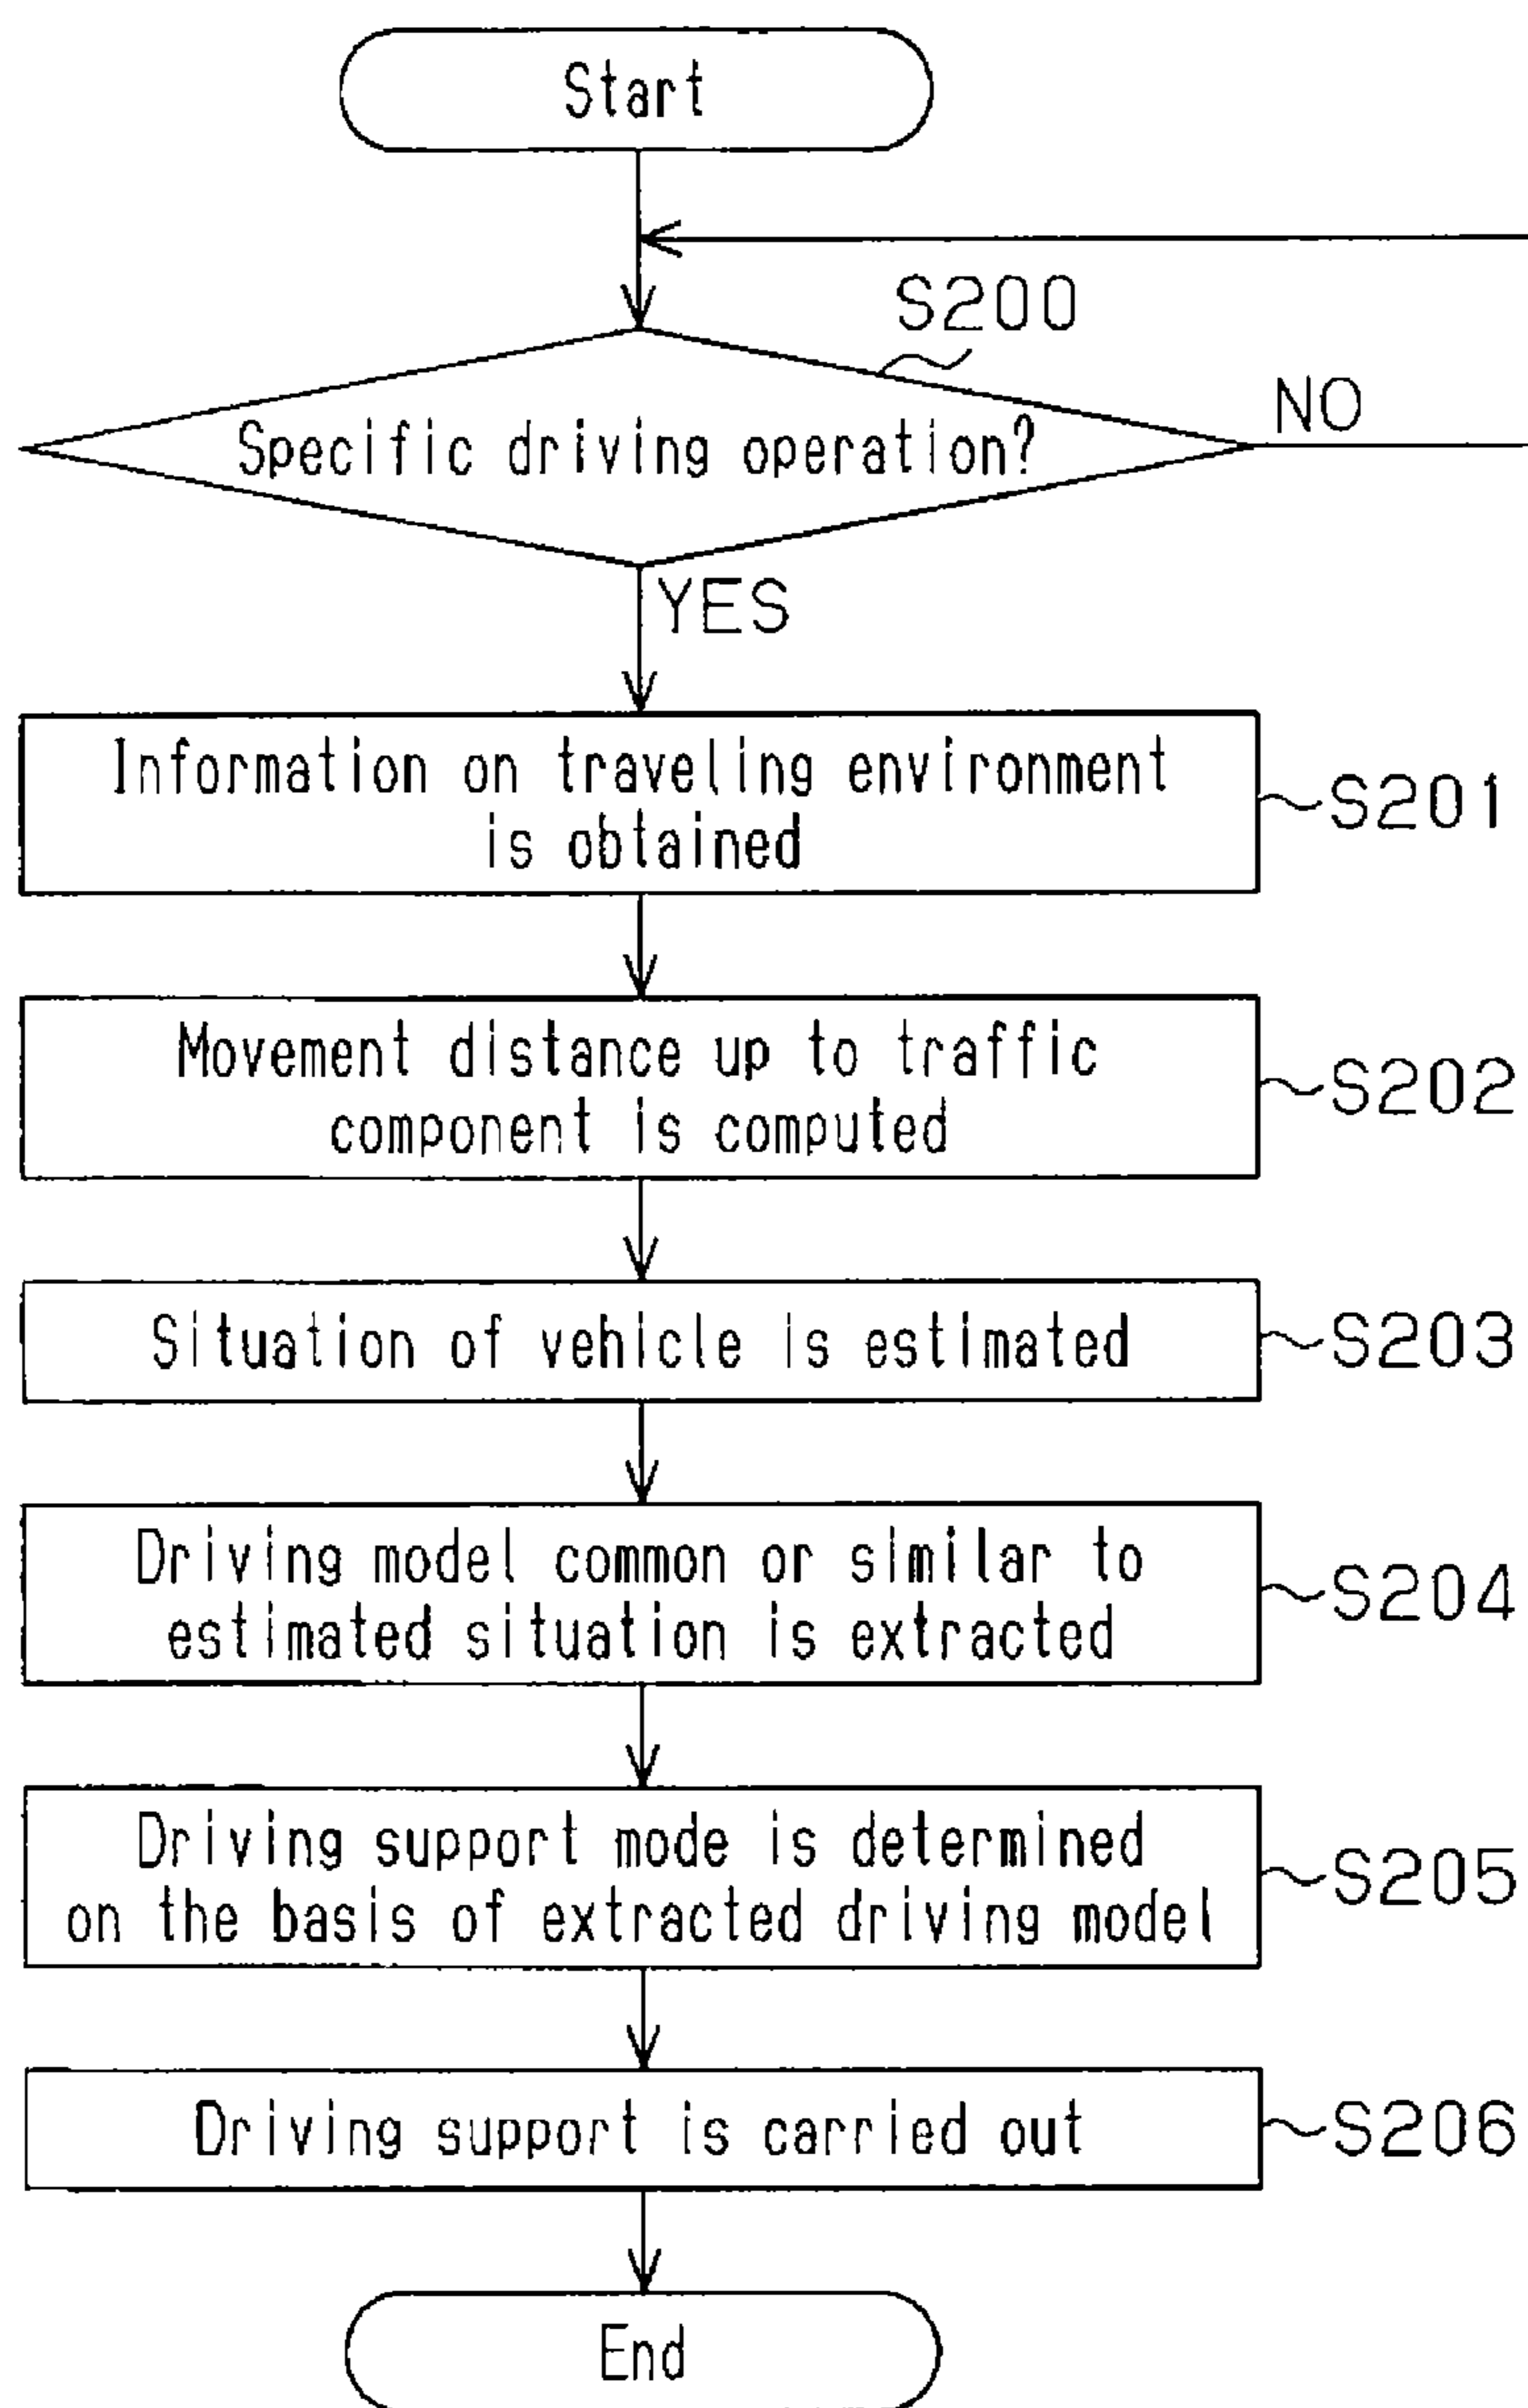 Start
S200
Specific driving operation?
NO
YES
Information on traveling environment
is obtained
S201
Movement distance up to traffic
component is computed
S202
Situation of vehicle is estimated
S203
Driving model common or similar to
estimated situation is extracted
S204
Driving support mode is determined
on the basis of extracted driving model
S205
Driving support is carried out
S206
End